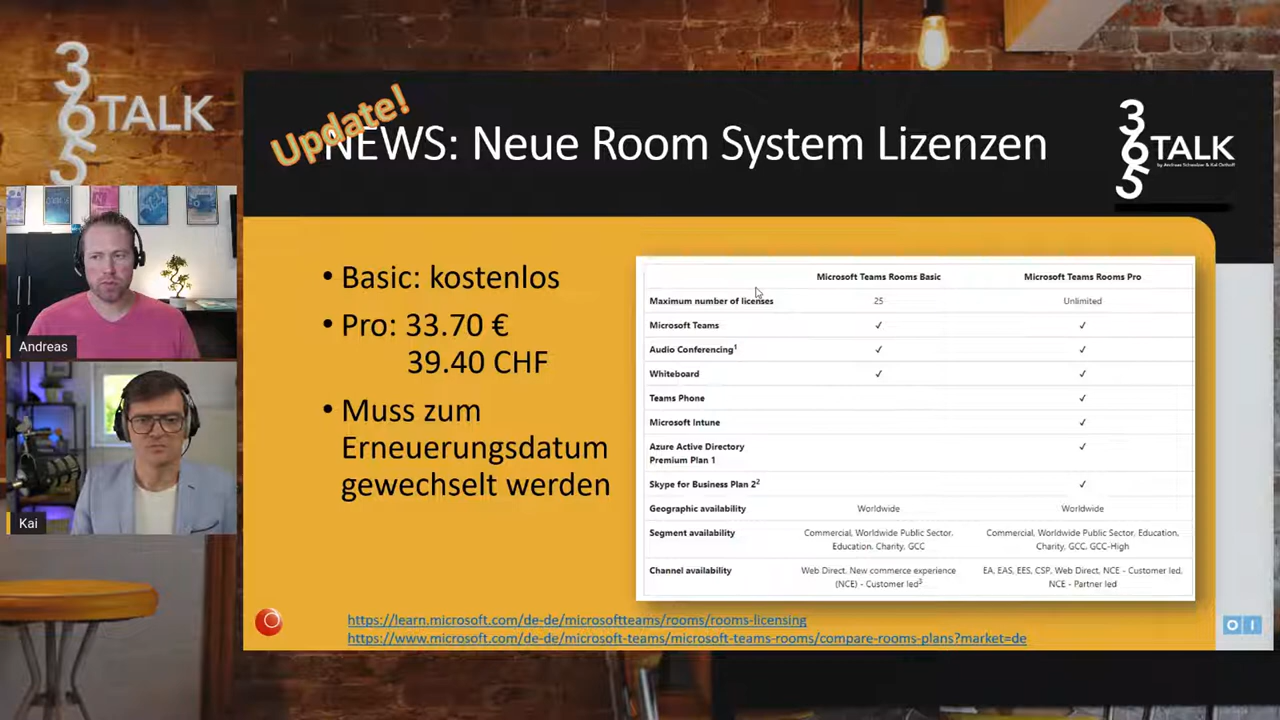 365 TALK
Update!
NEWS: Neue Room System Lizenzen
365 TALK
by Andreas Schembier & Kai Osthoff
Andreas
Kai
• Basic: kostenlos
• Pro: 33.70 €
39.40 CHF
• Muss zum
Erneuerungsdatum
gewechselt werden
Microsoft Teams Rooms Basic Microsoft Teams Rooms Pro
Maximum number of licenses 25 Unlimited
Microsoft Teams ✓ ✓
Audio Conferencing1 ✓ ✓
Whiteboard ✓ ✓
Teams Phone ✓
Microsoft Intune ✓
Azure Active Directory ✓
Premium Plan 1
Skype for Business Plan 2² ✓
Geographic availability Worldwide Worldwide
Segment availability Commercial, Worldwide Public Sector, Commercial, Worldwide Public Sector, Education,
Education, Charity, GCC Charity, GCC, GCC-High
Channel availability Web Direct, New commerce experience EA, EAS, EES, CSP, Web Direct, NCE - Customer led,
(NCE) - Customer led³ NCE - Partner led
https://learn.microsoft.com/de-de/microsoftteams/rooms/rooms-licensing
https://www.microsoft.com/de-de/microsoft-teams/microsoft-teams-rooms/compare-rooms-plans?market=de
O I